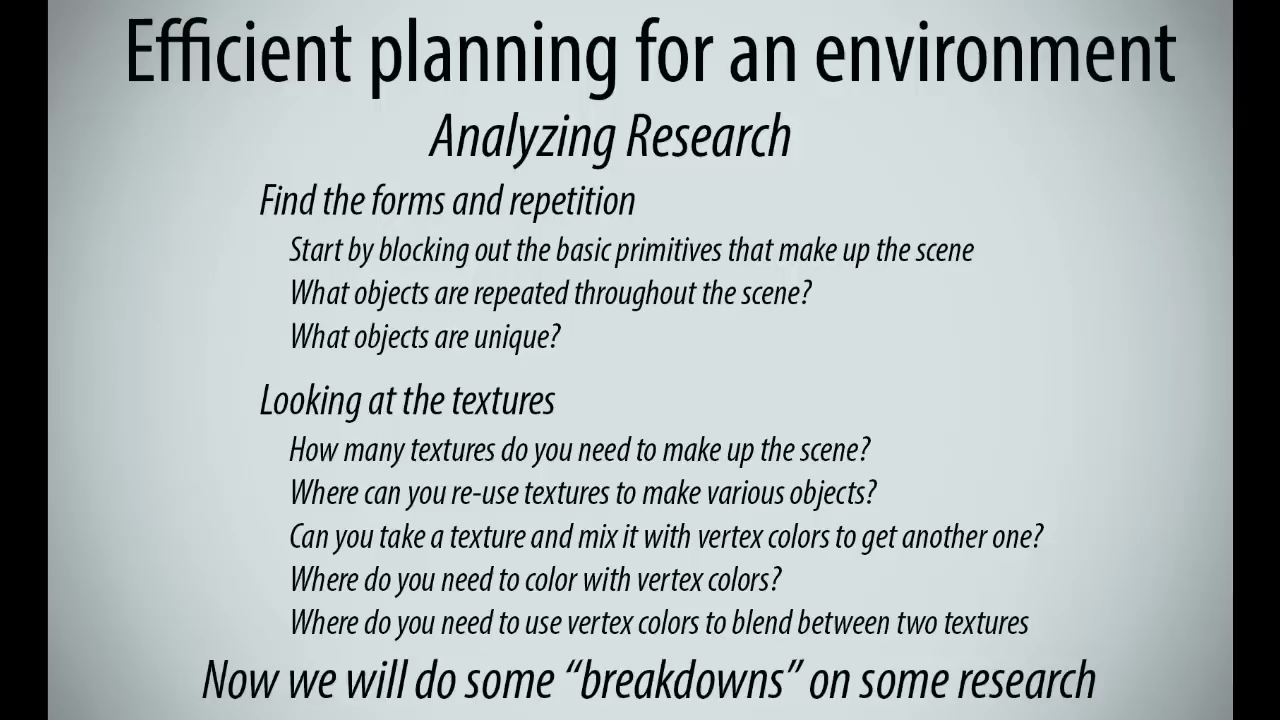 Efficient planning for an environment
Analyzing Research
Find the forms and repetition
Start by blocking out the basic primitives that make up the scene
What objects are repeated throughout the scene?
What objects are unique?
Looking at the textures
How many textures do you need to make up the scene?
Where can you re-use textures to make various objects?
Can you take a texture and mix it with vertex colors to get another one?
Where do you need to color with vertex colors?
Where do you need to use vertex colors to blend between two textures
Now we will do some “breakdowns” on some research